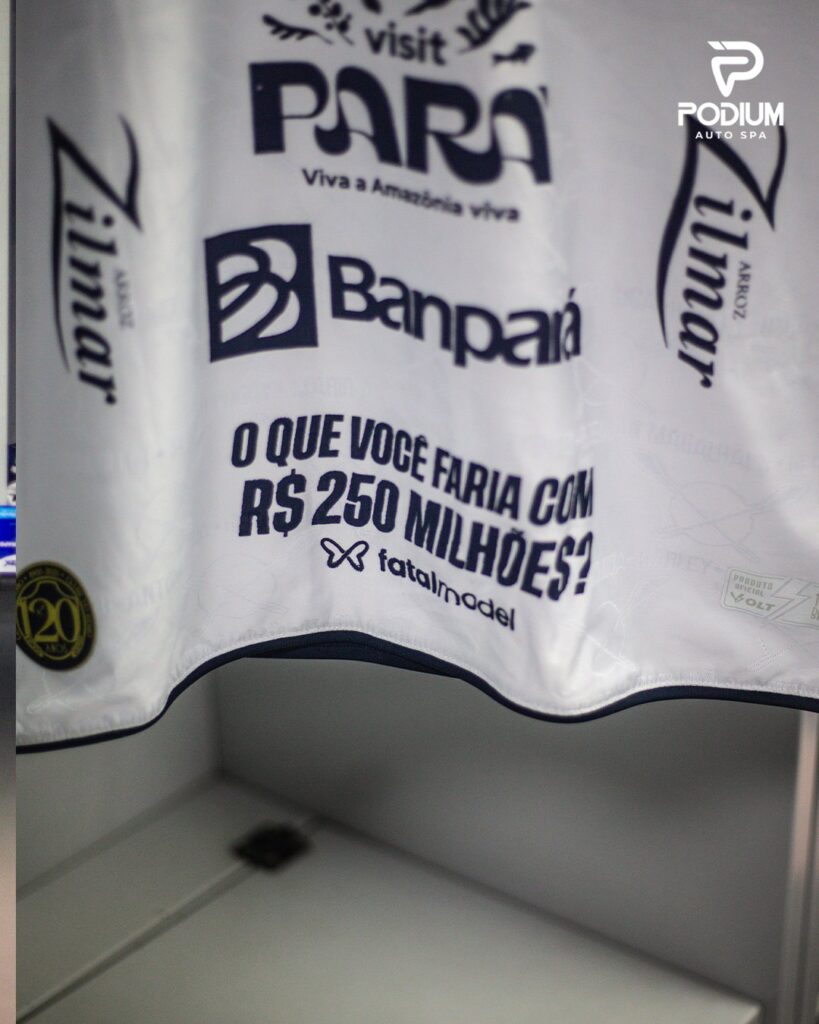 visit
PARÁ
Viva a Amazônia viva
Zilmar
ARROZ
Banpará
Zilmar
ARROZ
O QUE VOCÊ FARIA COM
R$ 250 MILHÕES?
fatalmodel
120
ANOS
PRODUTO
OFICIAL
VOLT
PODIUM
AUTO SPA